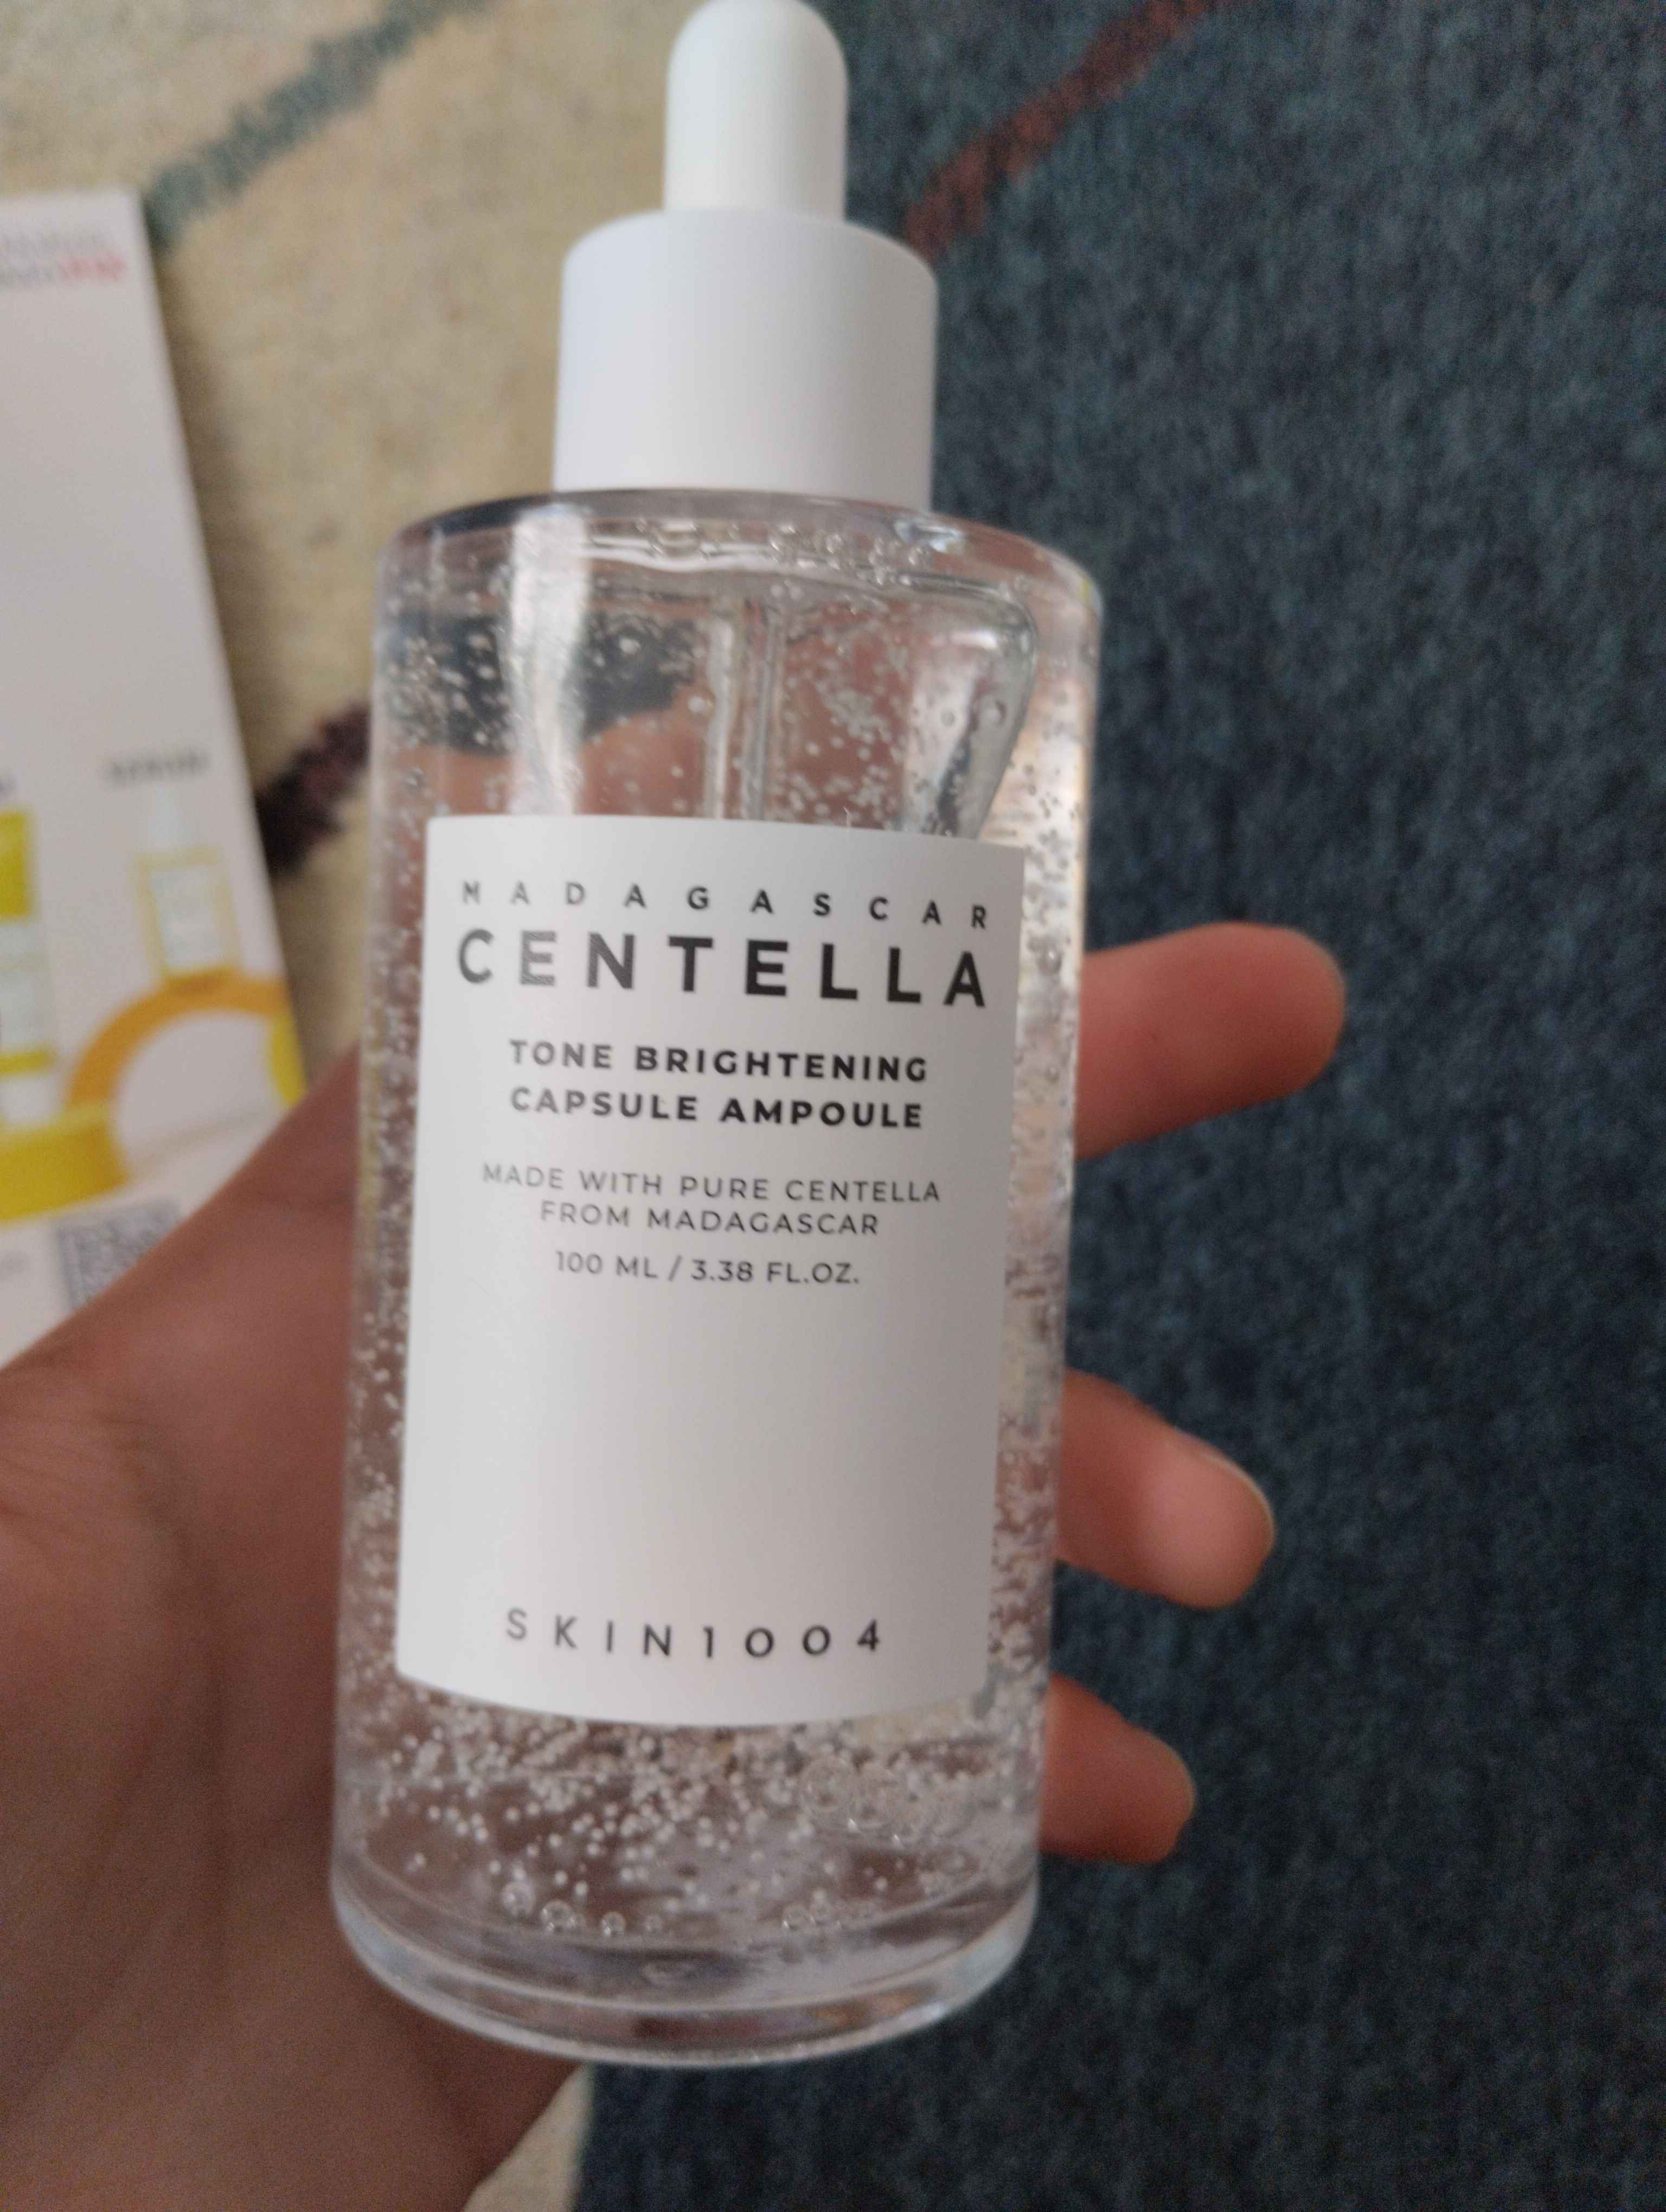 MADAGASCAR
CENTELLA
TONE BRIGHTENING
CAPSULE AMPOULE
MADE WITH PURE CENTELLA
FROM MADAGASCAR
100 ML / 3.38 FL.OZ.
SKIN1004
SERUM